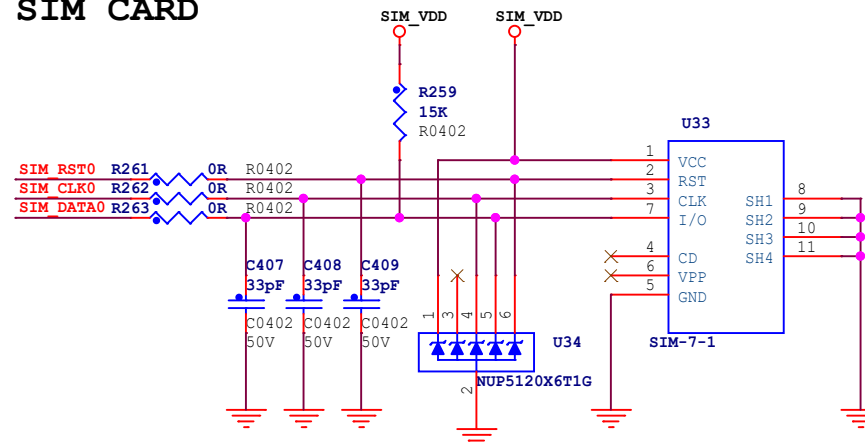 SIM CARD
SIM_VDD SIM_VDD
R259
15K
R0402
U33
SIM_RST0 R261 0R R0402
SIM_CLK0 R262 0R R0402
SIM_DATA0 R263 0R R0402
1 VCC
2 RST
3 CLK
7 I/O
4 CD
6 VPP
5 GND
SH1 8
SH2 9
SH3 10
SH4 11
SIM-7-1
C407 C408 C409
33pF 33pF 33pF
C0402 C0402 C0402
50V 50V 50V
1 3 4 5 6
2
U34
NUP5120X6T1G